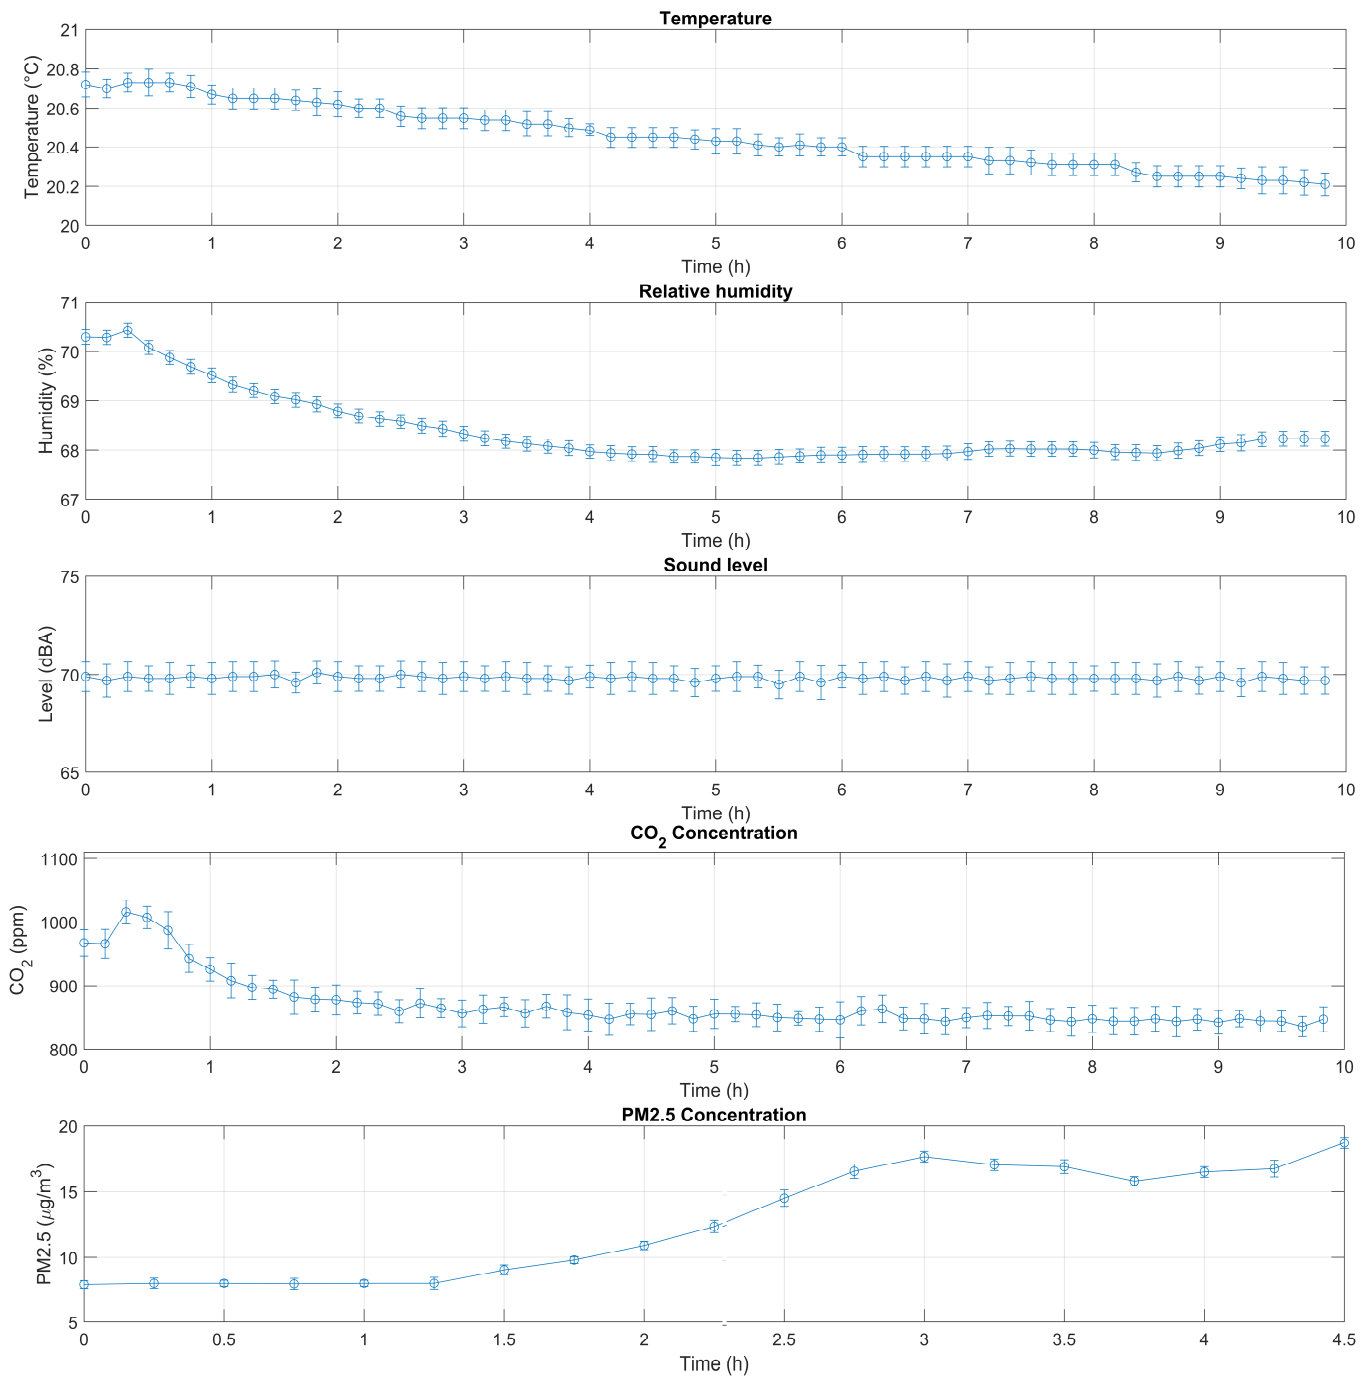 Temperature
21
20.8
20.6
20.4
20.2
20
Temperature (°C)
0 1 2 3 4 5 6 7 8 9 10
Time (h)
Relative humidity
71
70
69
68
67
Humidity (%)
0 1 2 3 4 5 6 7 8 9 10
Time (h)
Sound level
75
70
65
Level (dBA)
0 1 2 3 4 5 6 7 8 9 10
Time (h)
CO2 Concentration
1100
1000
900
800
CO2 (ppm)
0 1 2 3 4 5 6 7 8 9 10
Time (h)
PM2.5 Concentration
20
15
10
5
PM2.5 (μg/m³)
0 0.5 1 1.5 2 2.5 3 3.5 4 4.5
Time (h)